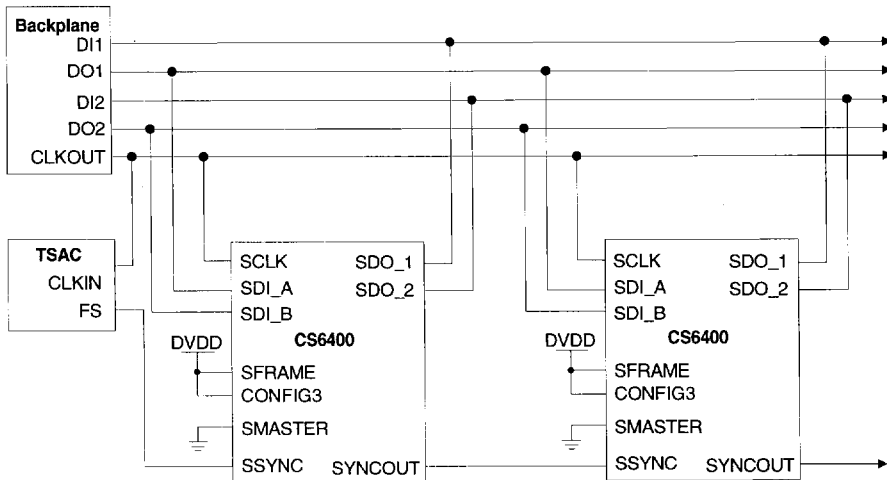 Backplane
DI1
DO1
DI2
DO2
CLKOUT
TSAC
CLKIN
FS
SCLK
SDI_A
SDI_B
SDO_1
SDO_2
CS6400
DVDD
SFRAME
CONFIG3
SMASTER
SSYNC
SYNCOUT
SCLK
SDI_A
SDI_B
SDO_1
SDO_2
CS6400
DVDD
SFRAME
CONFIG3
SMASTER
SSYNC
SYNCOUT